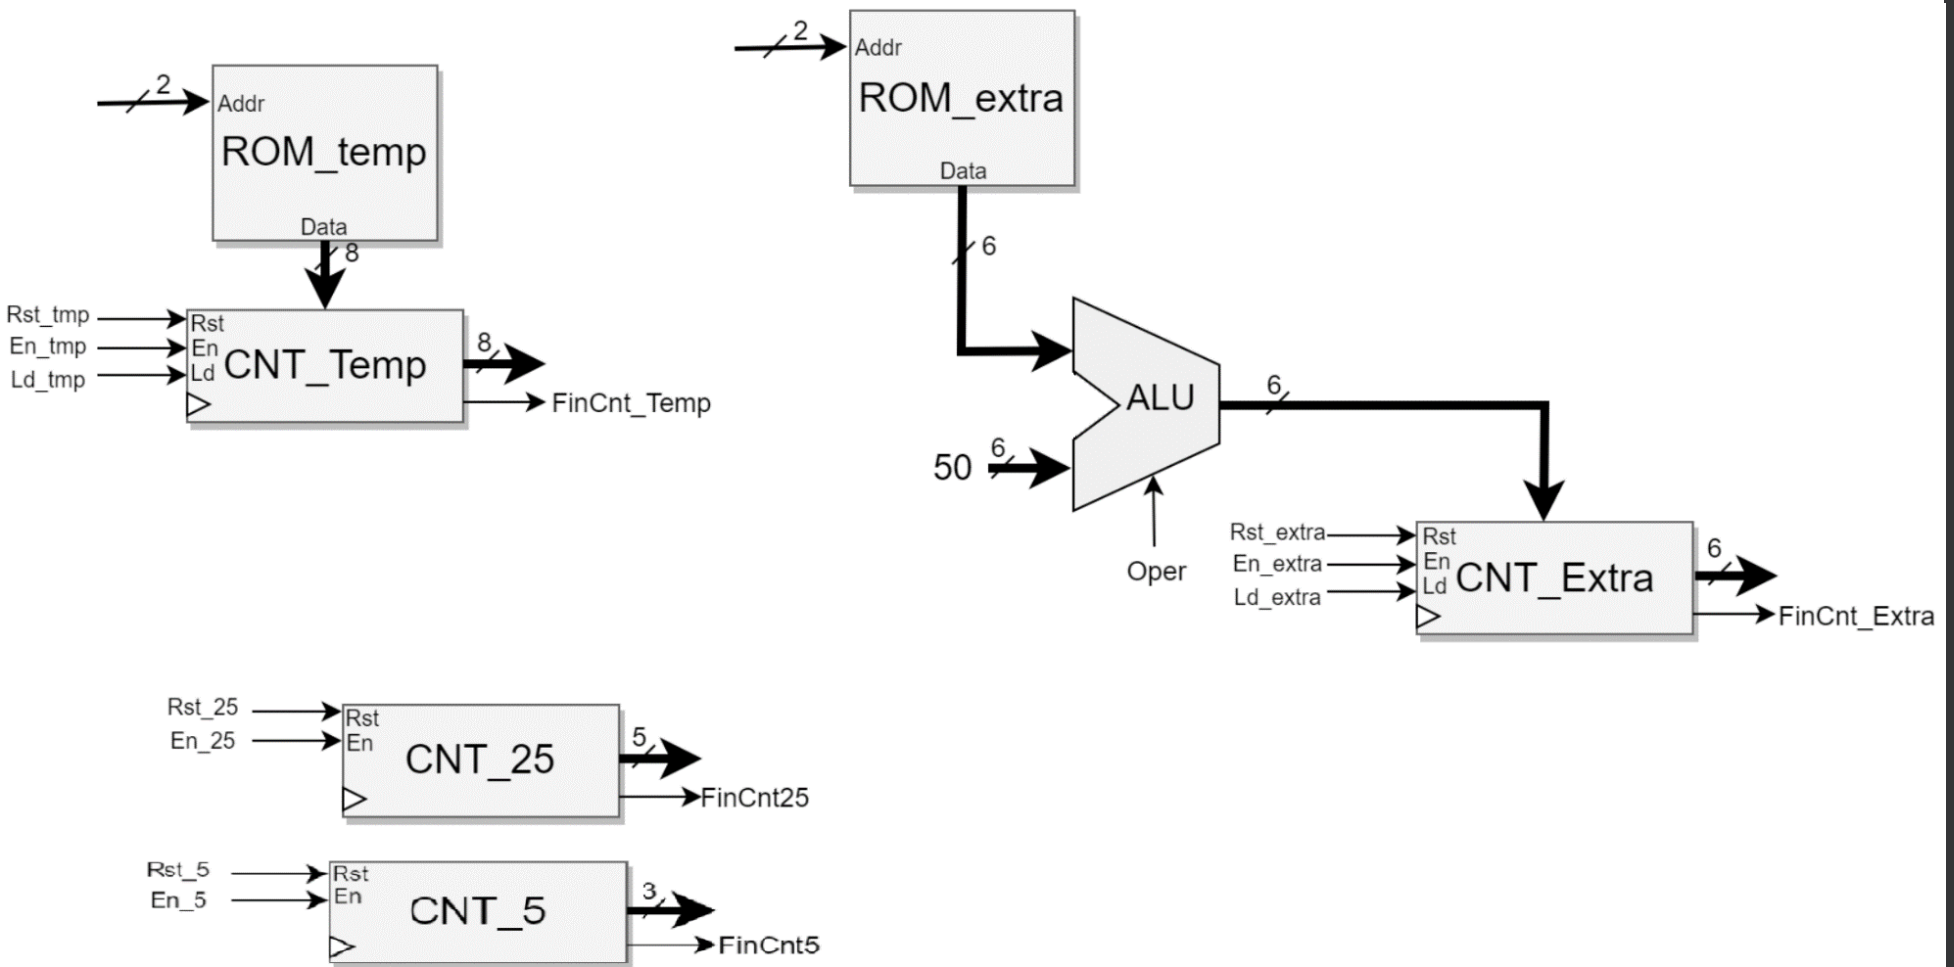 2
Addr
ROM_temp
Data
8
Rst_tmp
En_tmp
Ld_tmp
Rst
En
Ld
CNT_Temp
8
FinCnt_Temp
2
Addr
ROM_extra
Data
6
ALU
50
6
Oper
6
Rst_extra
En_extra
Ld_extra
Rst
En
Ld
CNT_Extra
6
FinCnt_Extra
Rst_25
En_25
Rst
En
CNT_25
5
FinCnt25
Rst_5
En_5
Rst
En
CNT_5
3
FinCnt5